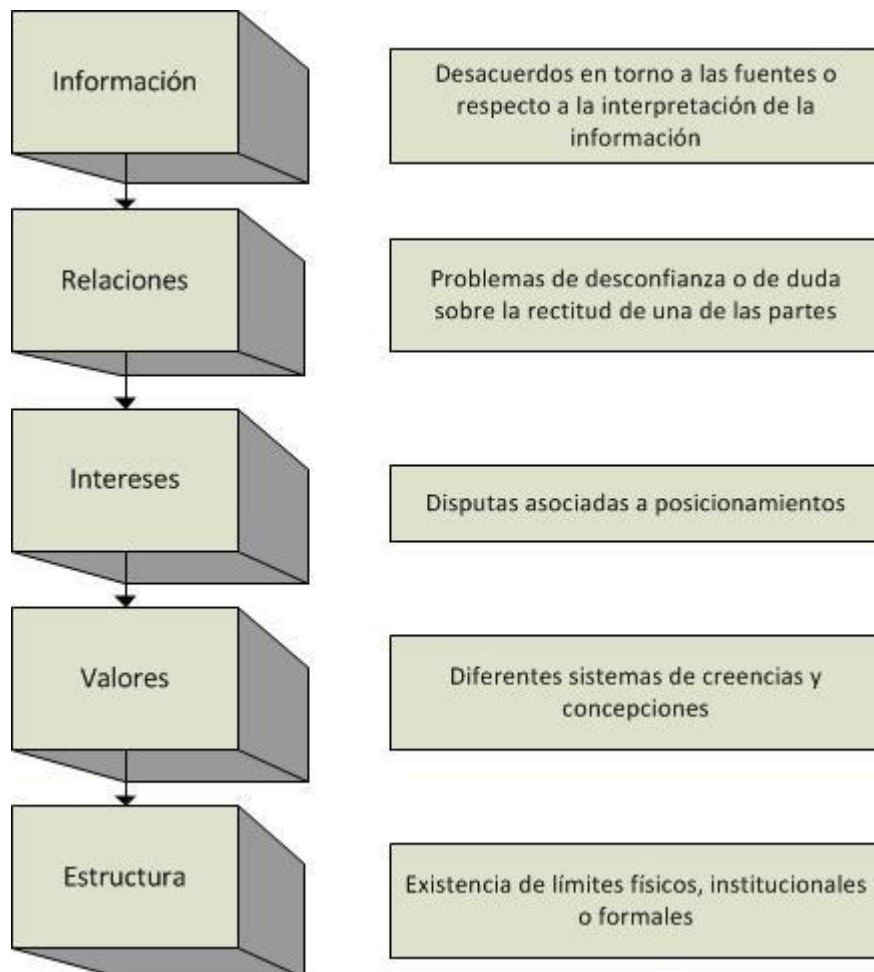 Información
Desacuerdos en torno a las fuentes o
respecto a la interpretación de la
información
Relaciones
Problemas de desconfianza o de duda
sobre la rectitud de una de las partes
Intereses
Disputas asociadas a posicionamientos
Valores
Diferentes sistemas de creencias y
concepciones
Estructura
Existencia de límites físicos, institucionales
o formales